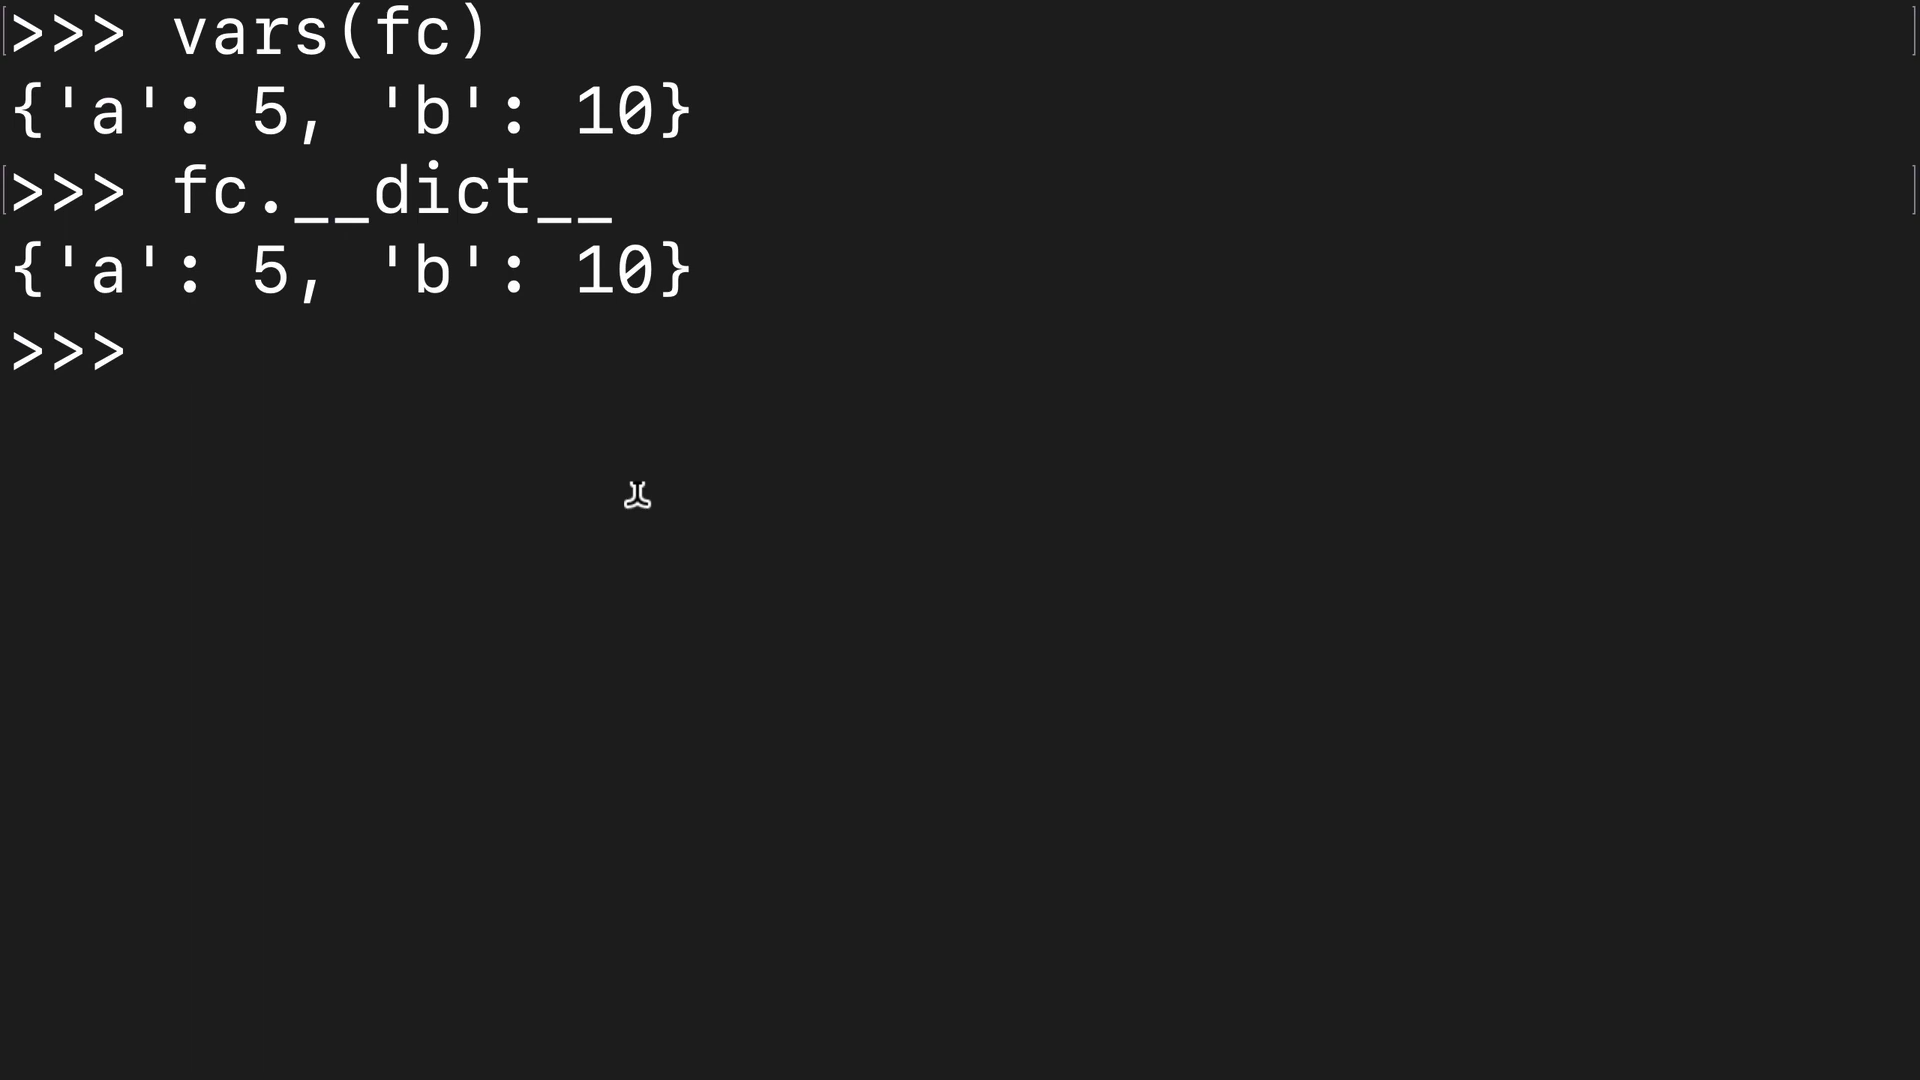 >>> vars(fc)
{'a': 5, 'b': 10}
>>> fc.__dict__
{'a': 5, 'b': 10}
>>>